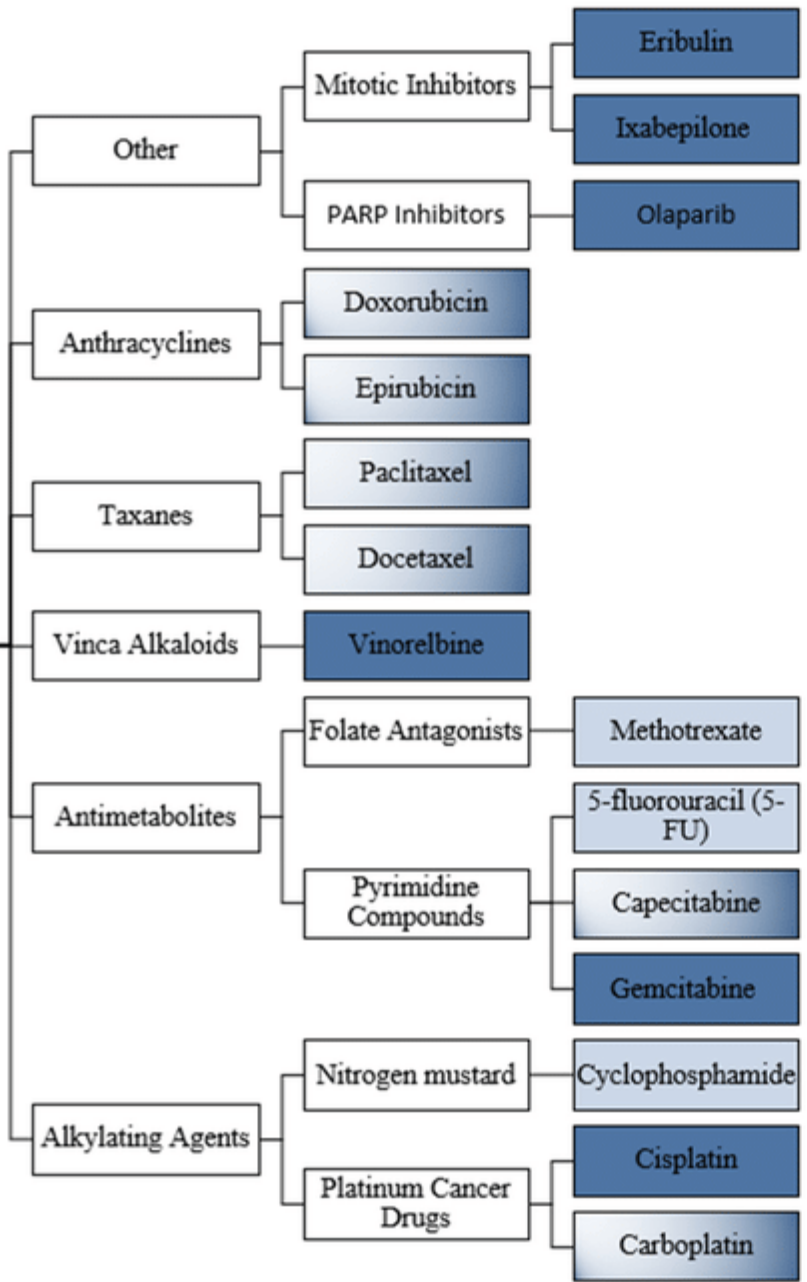 Other
Mitotic Inhibitors
Eribulin
Ixabepilone
PARP Inhibitors
Olaparib
Anthracyclines
Doxorubicin
Epirubicin
Taxanes
Paclitaxel
Docetaxel
Vinca Alkaloids
Vinorelbine
Antimetabolites
Folate Antagonists
Methotrexate
Pyrimidine
Compounds
5-fluorouracil (5-
FU)
Capecitabine
Gemcitabine
Alkylating Agents
Nitrogen mustard
Cyclophosphamide
Platinum Cancer
Drugs
Cisplatin
Carboplatin